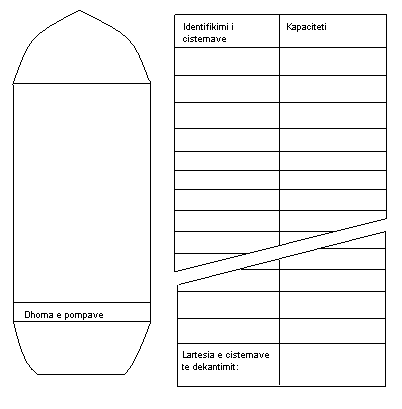 Identifikimi i
cisternave
Kapaciteti
Dhoma e pompave
Lartesia e cisternave
te dekantimit: